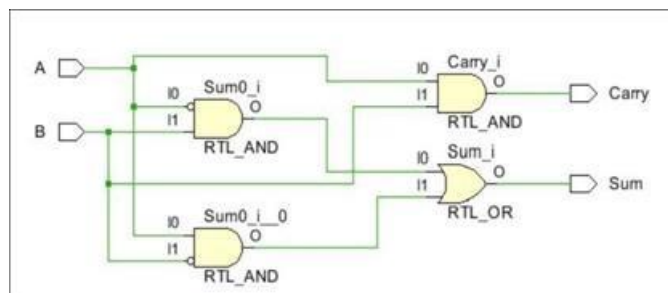 A
B
Sum0_i
I0
O
I1
RTL_AND
Sum0_i__0
I0
O
I1
RTL_AND
Carry_i
I0
O
I1
RTL_AND
Carry
Sum_i
I0
O
I1
RTL_OR
Sum